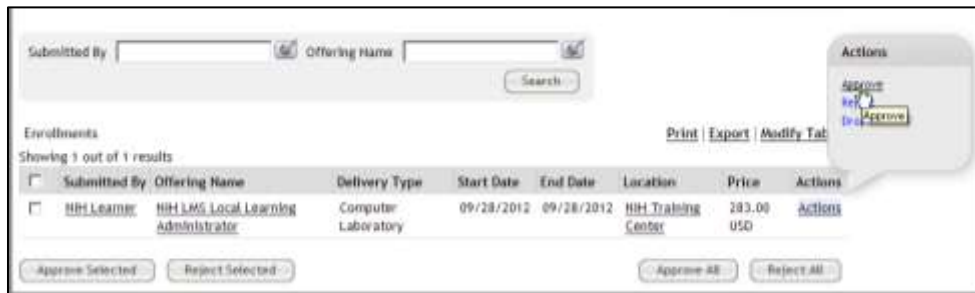 Submitted By Offering Name
Search
Actions
Approve
Approve
Enrollments
Print | Export | Modify Tab
Showing 1 out of 1 results
Submitted By Offering Name Delivery Type Start Date End Date Location Price Actions
NIH Learner NIH LMS Local Learning Computer 09/28/2012 09/28/2012 NIH Training 283.00 Actions
Administrator Laboratory Center USD
Approve Selected Reject Selected Approve All Reject All